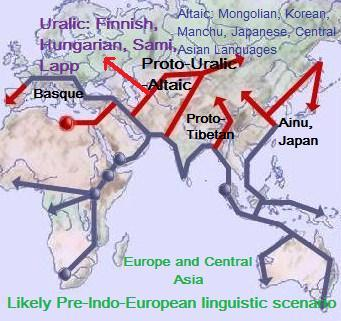 Uralic: Finnish,
Hungarian, Sami,
Lapp
Altaic: Mongolian, Korean,
Manchu, Japanese, Central
Asian Languages
Proto-Uralic
-Altaic
Basque
Proto-
Tibetan
Ainu,
Japan
Europe and Central
Asia
Likely Pre-Indo-European linguistic scenario